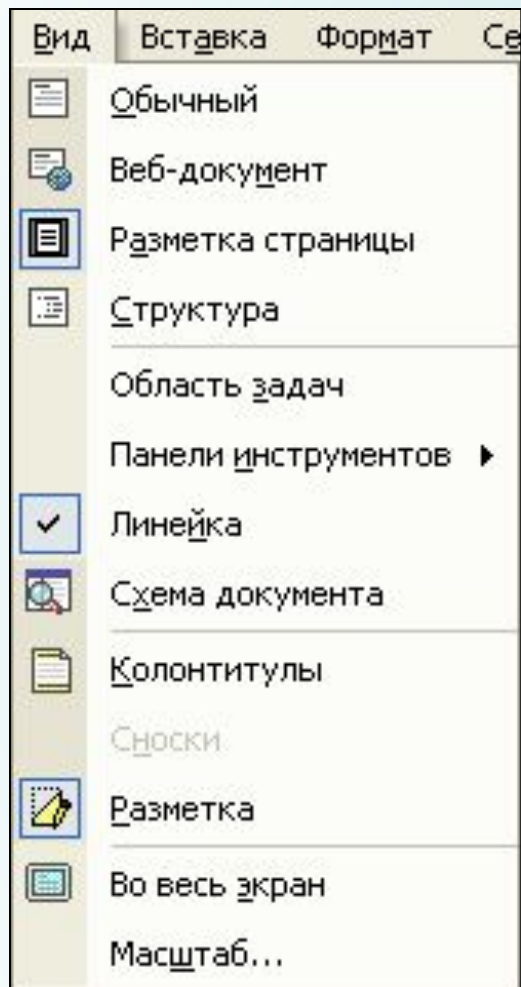 Вид Вставка Формат Се
Обычный
Веб-документ
Разметка страницы
Структура
Область задач
Панели инструментов
Линейка
Схема документа
Колонтитулы
Сноски
Разметка
Во весь экран
Масштаб...